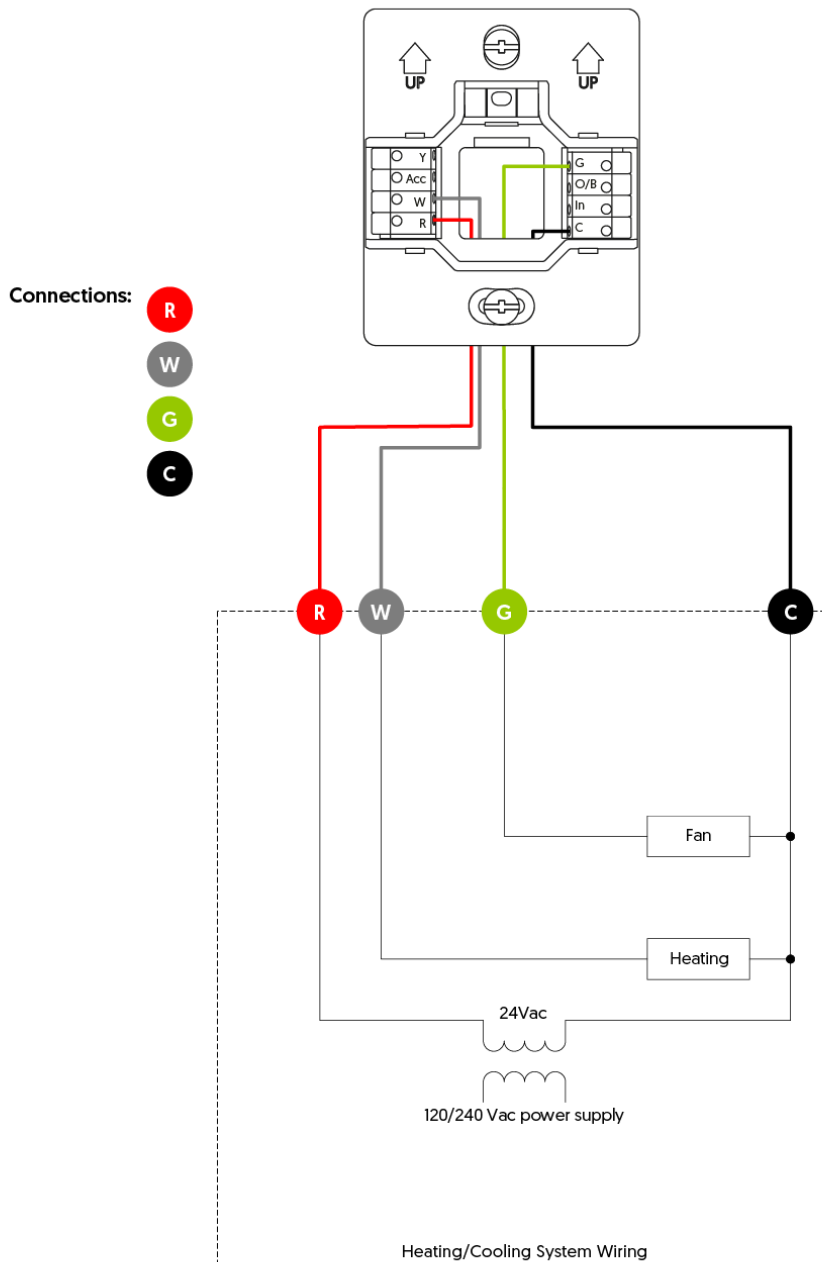 UP
UP
Y
Acc
W
R
G
O/B
In
C
Connections:
R
W
G
C
R
W
G
C
Fan
Heating
24Vac
120/240 Vac power supply
Heating/Cooling System Wiring